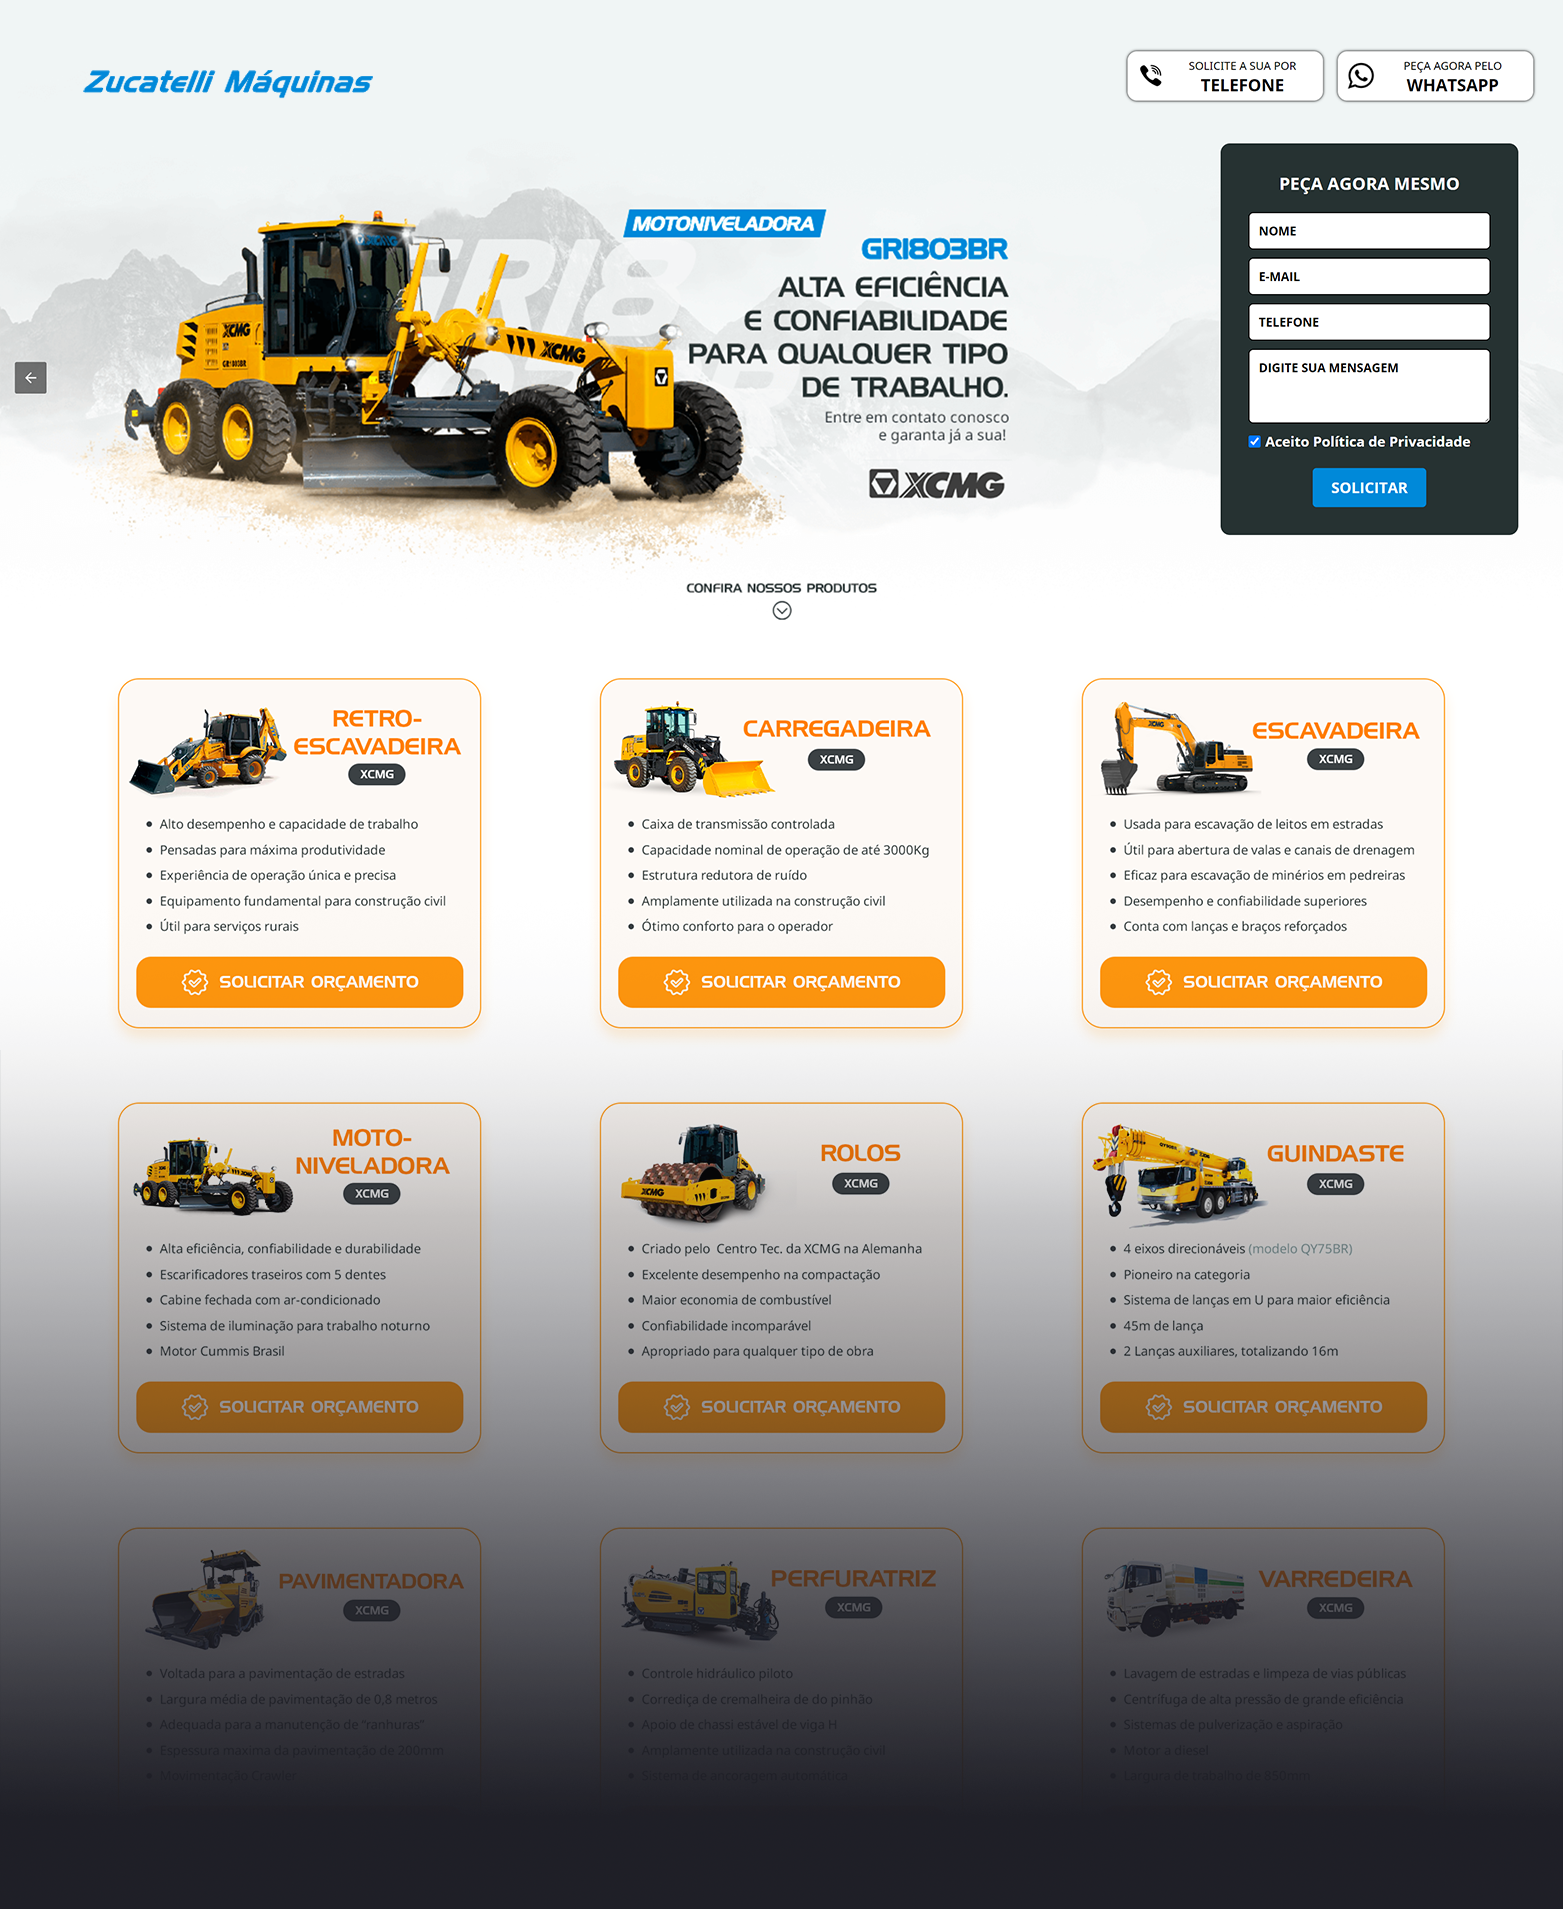 Zucatelli Máquinas
SOLICITE A SUA POR
TELEFONE
PEÇA AGORA PELO
WHATSAPP
MOTONIVELADORA
GR1803BR
ALTA EFICIÊNCIA
E CONFIABILIDADE
PARA QUALQUER TIPO
DE TRABALHO.
Entre em contato conosco
e garanta já a sua!
XCMG
XCMG
GR1803BR
XCMG
PEÇA AGORA MESMO
NOME
E-MAIL
TELEFONE
DIGITE SUA MENSAGEM
Aceito Política de Privacidade
SOLICITAR
CONFIRA NOSSOS PRODUTOS
RETRO-
ESCAVADEIRA
XCMG
Alto desempenho e capacidade de trabalho
Pensadas para máxima produtividade
Experiência de operação única e precisa
Equipamento fundamental para construção civil
Útil para serviços rurais
SOLICITAR ORÇAMENTO
CARREGADEIRA
XCMG
Caixa de transmissão controlada
Capacidade nominal de operação de até 3000Kg
Estrutura redutora de ruído
Amplamente utilizada na construção civil
Ótimo conforto para o operador
SOLICITAR ORÇAMENTO
ESCAVADEIRA
XCMG
Usada para escavação de leitos em estradas
Útil para abertura de valas e canais de drenagem
Eficaz para escavação de minérios em pedreiras
Desempenho e confiabilidade superiores
Conta com lanças e braços reforçados
SOLICITAR ORÇAMENTO
MOTO-
NIVELADORA
XCMG
Alta eficiência, confiabilidade e durabilidade
Escarificadores traseiros com 5 dentes
Cabine fechada com ar-condicionado
Sistema de iluminação para trabalho noturno
Motor Cummis Brasil
SOLICITAR ORÇAMENTO
ROLOS
XCMG
XCMG
Criado pelo  Centro Tec. da XCMG na Alemanha
Excelente desempenho na compactação
Maior economia de combustível
Confiabilidade incomparável
Apropriado para qualquer tipo de obra
SOLICITAR ORÇAMENTO
GUINDASTE
XCMG
4 eixos direcionáveis (modelo QY75BR)
Pioneiro na categoria
Sistema de lanças em U para maior eficiência
45m de lança
2 Lanças auxiliares, totalizando 16m
SOLICITAR ORÇAMENTO
PAVIMENTADORA
XCMG
Voltada para a pavimentação de estradas
Largura média de pavimentação de 0,8 metros
Adequada para a manutenção de "ranhuras"
Espessura maxima da pavimentação de 200mm
Movimentação Crawler
PERFURATRIZ
XCMG
Controle hidráulico piloto
Corrediça de cremalheira de do pinhão
Apoio de chassi estável de viga H
Amplamente utilizada na construção civil
Sistema de ancoragem automática
VARREDEIRA
XCMG
Lavagem de estradas e limpeza de vias públicas
Centrífuga de alta pressão de grande eficiência
Sistemas de pulverização e aspiração
Motor a diesel
Largura de trabalho de 850mm